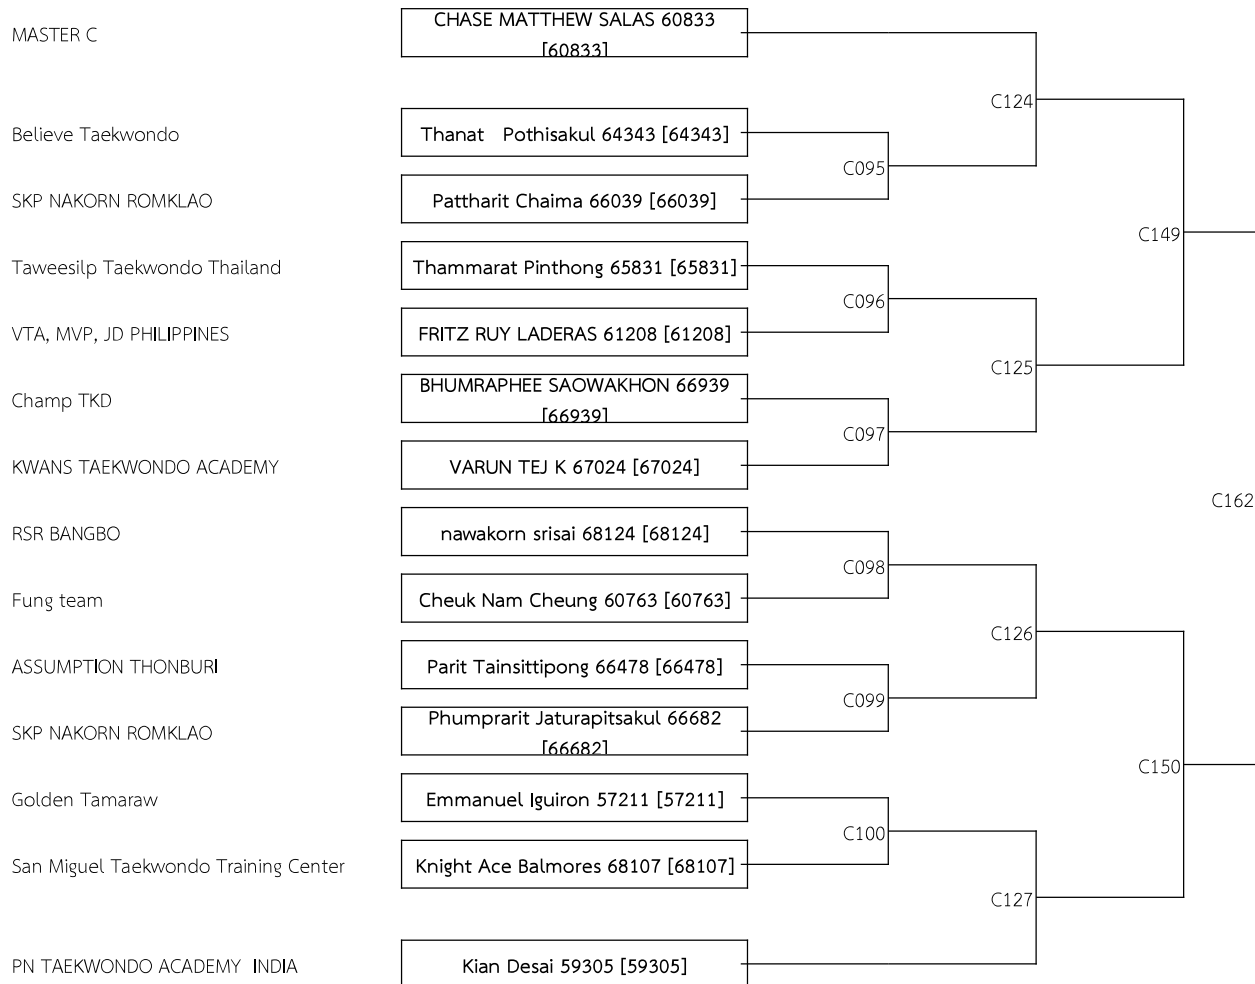 MASTER C
CHASE MATTHEW SALAS 60833
[60833]
C124
Believe Taekwondo
Thanat Pothisakul 64343 [64343]
C095
SKP NAKORN ROMKLAO
Pattharit Chaima 66039 [66039]
C149
Taweesilp Taekwondo Thailand
Thammarat Pinthong 65831 [65831]
C096
VTA, MVP, JD PHILIPPINES
FRITZ RUY LADERAS 61208 [61208]
C125
Champ TKD
BHUMRAPHEE SAOWAKHON 66939
[66939]
C097
KWANS TAEKWONDO ACADEMY
VARUN TEJ K 67024 [67024]
C162
RSR BANGBO
nawakorn srisai 68124 [68124]
C098
Fung team
Cheuk Nam Cheung 60763 [60763]
C126
ASSUMPTION THONBURI
Parit Tainsittipong 66478 [66478]
C099
SKP NAKORN ROMKLAO
Phumprarit Jaturapitsakul 66682
[66682]
C150
Golden Tamaraw
Emmanuel Iguiron 57211 [57211]
C100
San Miguel Taekwondo Training Center
Knight Ace Balmores 68107 [68107]
C127
PN TAEKWONDO ACADEMY INDIA
Kian Desai 59305 [59305]